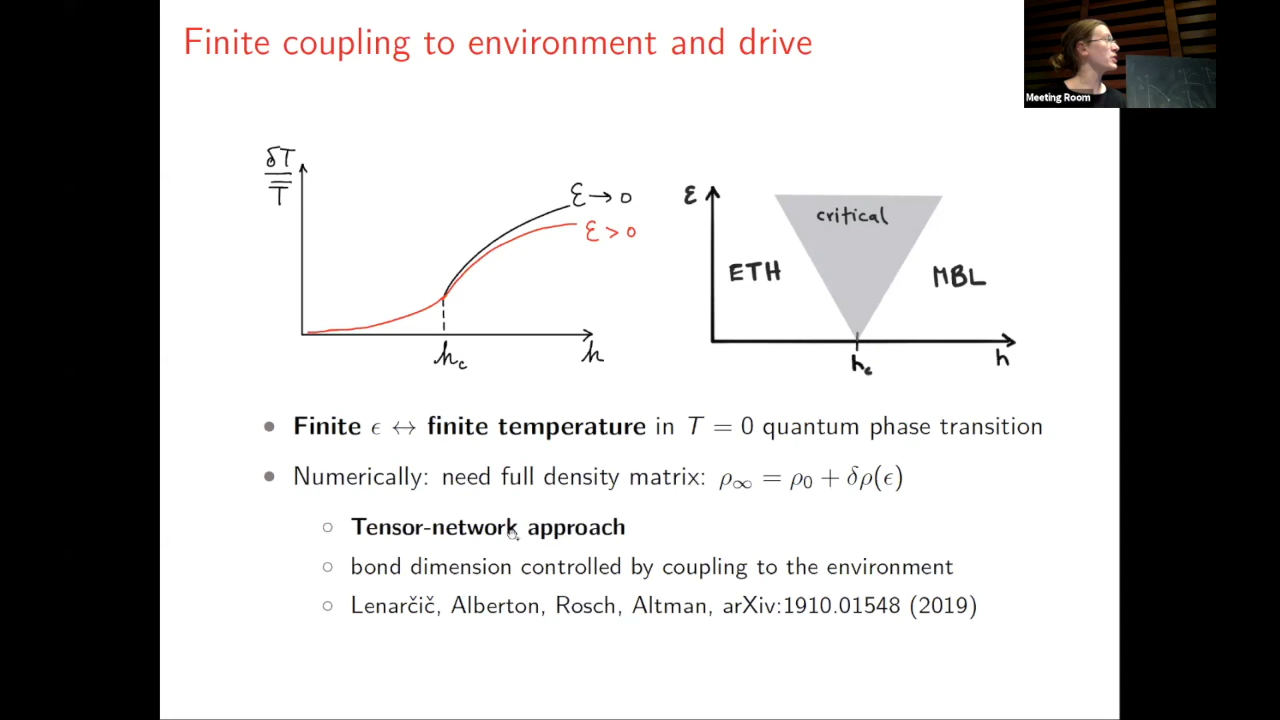 Finite coupling to environment and drive
Meeting Room
δT
T̄
ℰ → 0
ℰ > 0
h_c
h
ε
critical
ETH
MBL
h_c
h
● Finite ϵ ↔ finite temperature in T = 0 quantum phase transition
● Numerically: need full density matrix: ρ∞ = ρ₀ + δρ(ϵ)
○ Tensor-network approach
○ bond dimension controlled by coupling to the environment
○ Lenarčič, Alberton, Rosch, Altman, arXiv:1910.01548 (2019)